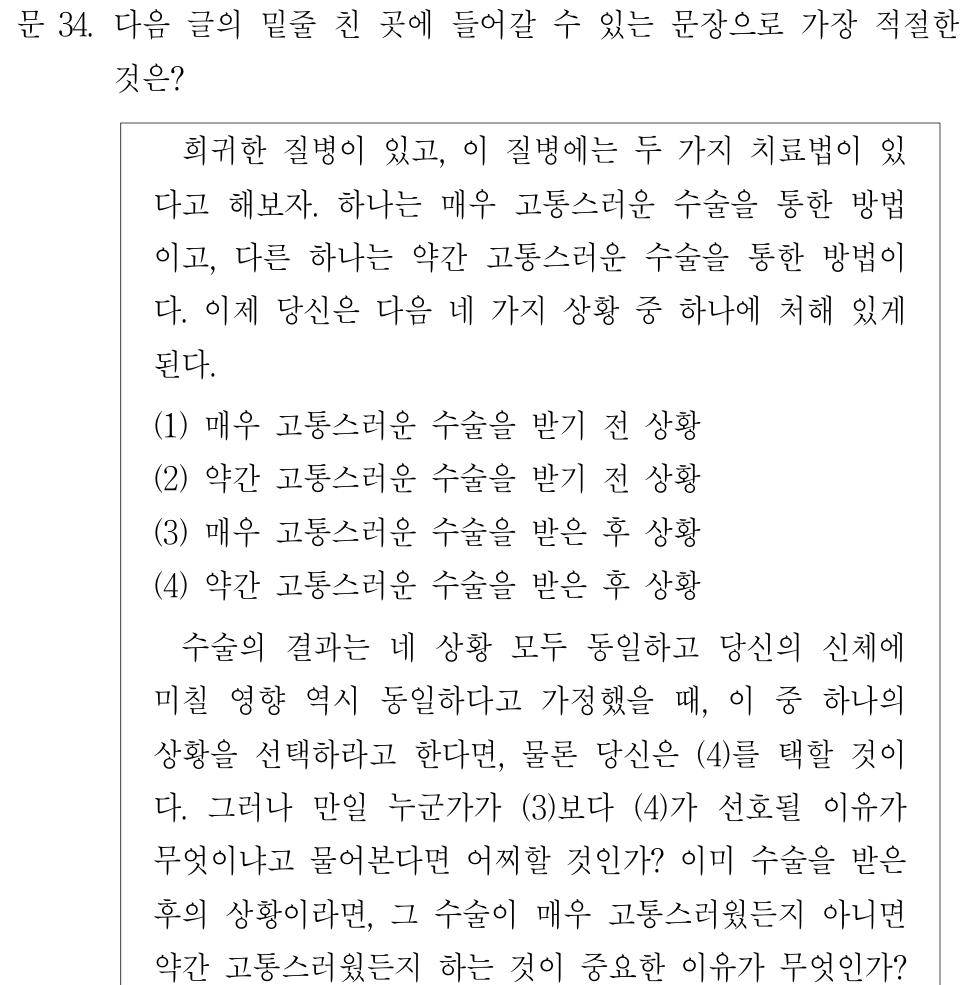 문 34. 다음 글의 밑줄 친 곳에 들어갈 수 있는 문장으로 가장 적절한
것은?
희귀한 질병이 있고, 이 질병에는 두 가지 치료법이 있
다고 해보자. 하나는 매우 고통스러운 수술을 통한 방법
이고, 다른 하나는 약간 고통스러운 수술을 통한 방법이
다. 이제 당신은 다음 네 가지 상황 중 하나에 처해 있게
된다.
(1) 매우 고통스러운 수술을 받기 전 상황
(2) 약간 고통스러운 수술을 받기 전 상황
(3) 매우 고통스러운 수술을 받은 후 상황
(4) 약간 고통스러운 수술을 받은 후 상황
수술의 결과는 네 상황 모두 동일하고 당신의 신체에
미칠 영향 역시 동일하다고 가정했을 때, 이 중 하나의
상황을 선택하라고 한다면, 물론 당신은 (4)를 택할 것이
다. 그러나 만일 누군가가 (3)보다 (4)가 선호될 이유가
무엇이냐고 물어본다면 어찌할 것인가? 이미 수술을 받은
후의 상황이라면, 그 수술이 매우 고통스러웠든지 아니면
약간 고통스러웠든지 하는 것이 중요한 이유가 무엇인가?